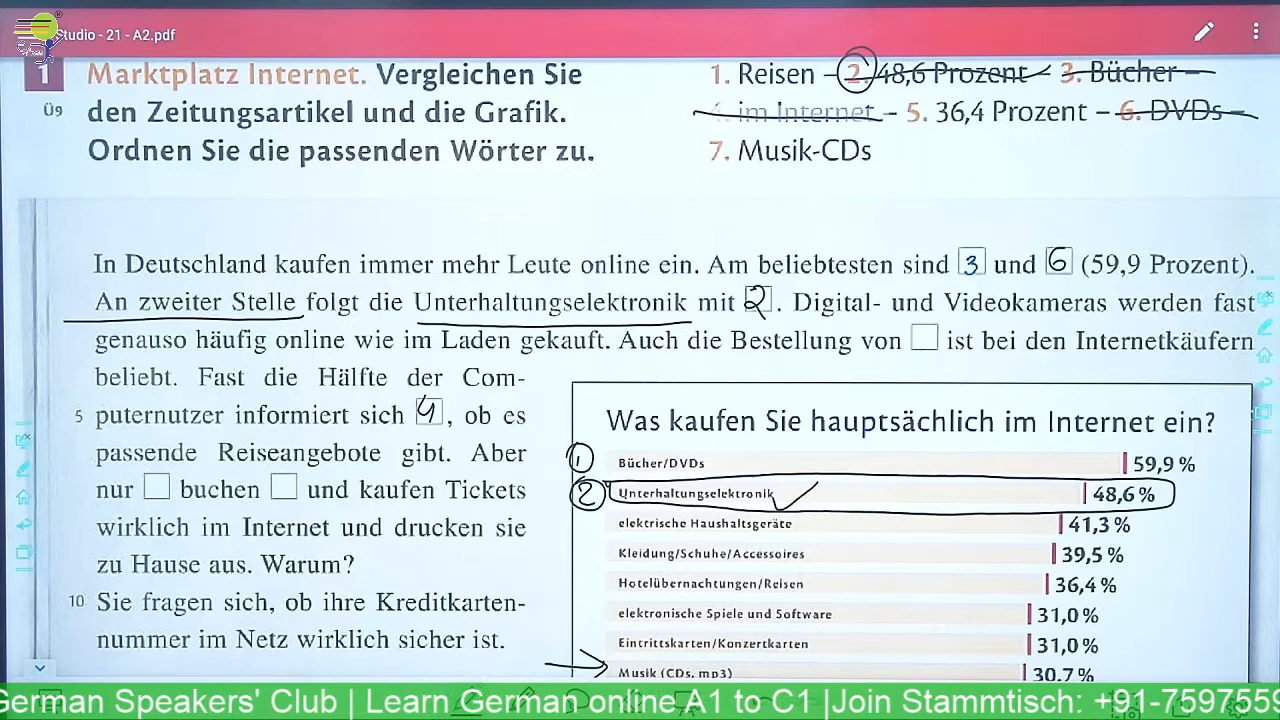 Studio - 21 - A2.pdf
1 Marktplatz Internet. Vergleichen Sie
Ü9 den Zeitungsartikel und die Grafik.
Ordnen Sie die passenden Wörter zu.
1. Reisen – 2. 48,6 Prozent – 3. Bücher –
4. im Internet – 5. 36,4 Prozent – 6. DVDs –
7. Musik-CDs
In Deutschland kaufen immer mehr Leute online ein. Am beliebtesten sind 3 und 6 (59,9 Prozent).
An zweiter Stelle folgt die Unterhaltungselektronik mit 2. Digital- und Videokameras werden fast
genauso häufig online wie im Laden gekauft. Auch die Bestellung von ist bei den Internetkäufern
beliebt. Fast die Hälfte der Com-
5 puternutzer informiert sich 4, ob es
passende Reiseangebote gibt. Aber
nur buchen und kaufen Tickets
wirklich im Internet und drucken sie
zu Hause aus. Warum?
10 Sie fragen sich, ob ihre Kreditkarten-
nummer im Netz wirklich sicher ist.
Was kaufen Sie hauptsächlich im Internet ein?
1 Bücher/DVDs 59,9 %
2 Unterhaltungselektronik 48,6 %
elektrische Haushaltsgeräte 41,3 %
Kleidung/Schuhe/Accessoires 39,5 %
Hotelübernachtungen/Reisen 36,4 %
elektronische Spiele und Software 31,0 %
Eintrittskarten/Konzertkarten 31,0 %
Musik (CDs, mp3) 30,7 %
German Speakers' Club | Learn German online A1 to C1 |Join Stammtisch: +91-7597559